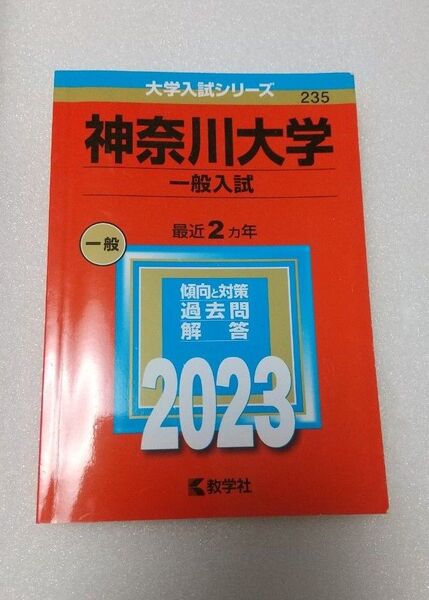 大学入試シリーズ
235
神奈川大学
一般入試
最近2カ年
一般
傾向と対策
過去問
解答
2023
教学社